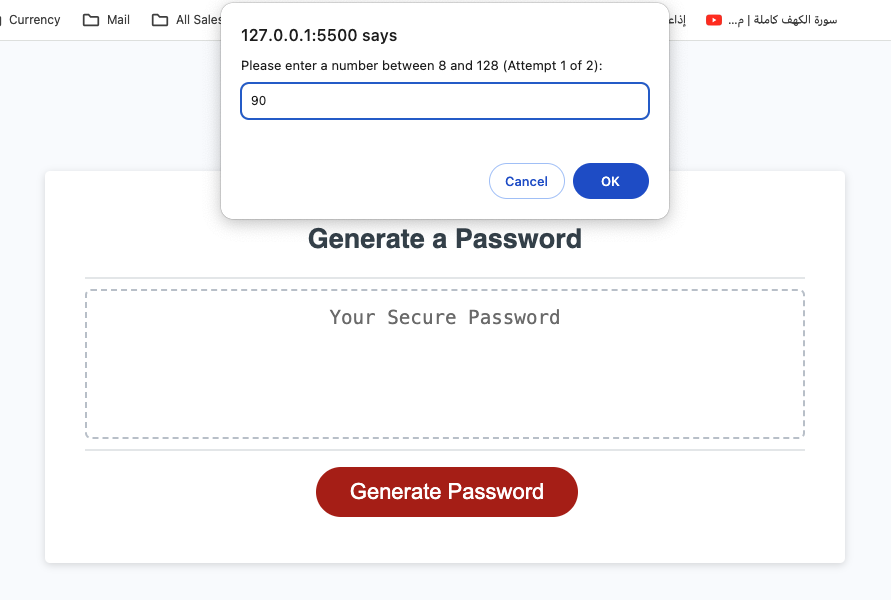 Currency
Mail
All Sales
إذاء
سورة الكهف كاملة | م...
127.0.0.1:5500 says
Please enter a number between 8 and 128 (Attempt 1 of 2):
90
Cancel
OK
Generate a Password
Your Secure Password
Generate Password